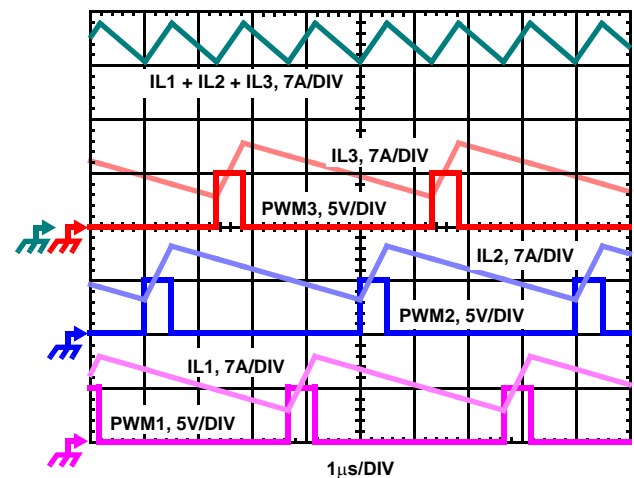 IL1 + IL2 + IL3, 7A/DIV
IL3, 7A/DIV
PWM3, 5V/DIV
IL2, 7A/DIV
PWM2, 5V/DIV
IL1, 7A/DIV
PWM1, 5V/DIV
1μs/DIV